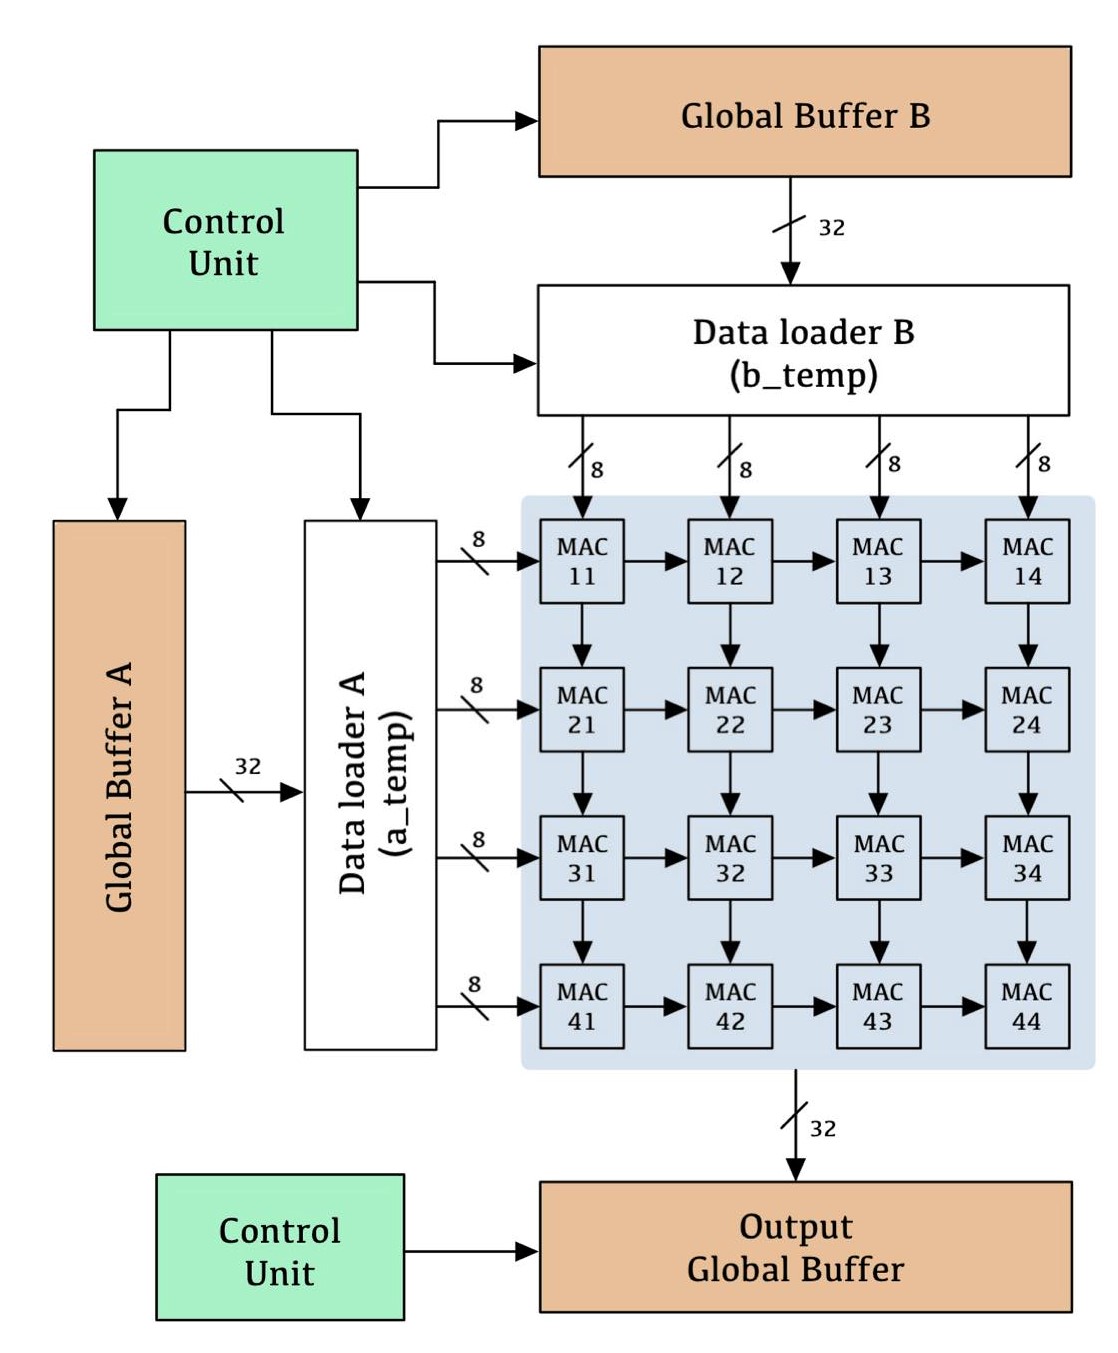 Global Buffer B
Control
Unit
32
Data loader B
(b_temp)
8
8
8
8
Global Buffer A
32
Data loader A
(a_temp)
8
MAC
11
MAC
12
MAC
13
MAC
14
8
MAC
21
MAC
22
MAC
23
MAC
24
8
MAC
31
MAC
32
MAC
33
MAC
34
8
MAC
41
MAC
42
MAC
43
MAC
44
32
Control
Unit
Output
Global Buffer